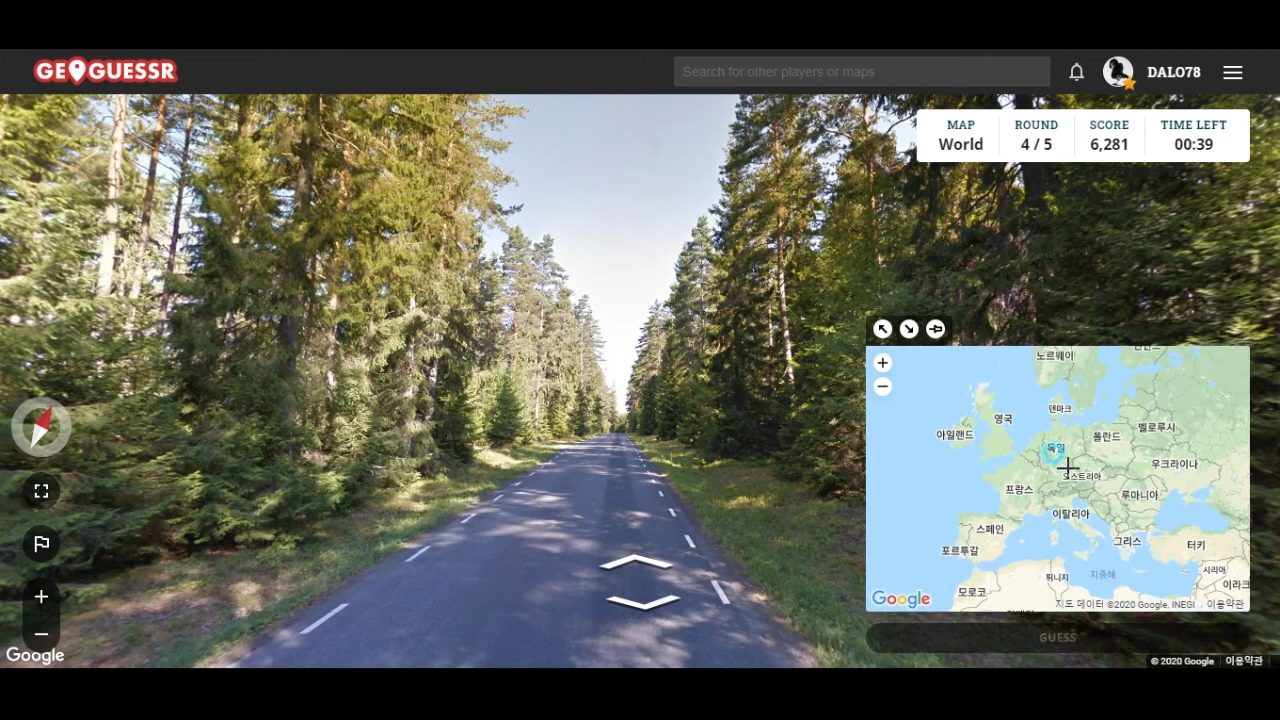 GEOGUESSR
Search for other players or maps
DALO78
MAP ROUND SCORE TIME LEFT
World 4 / 5 6,281 00:39
노르웨이
덴마크
영국
아일랜드
독일
폴란드
벨로루시
오스트리아
우크라이나
프랑스
루마니아
이탈리아
스페인
그리스
터키
포르투갈
시리아
튀니지
지중해
이라크
모로코
Google
지도 데이터 ©2020 Google, INEGI 이용약관
GUESS
Google
© 2020 Google 이용약관